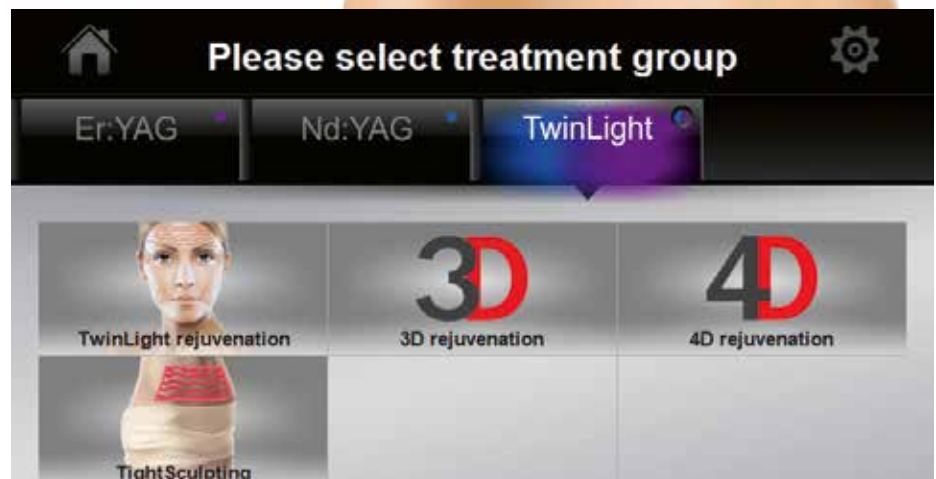 Please select treatment group
Er:YAG
Nd:YAG
TwinLight
3D
4D
TwinLight rejuvenation
3D rejuvenation
4D rejuvenation
TightSculpting